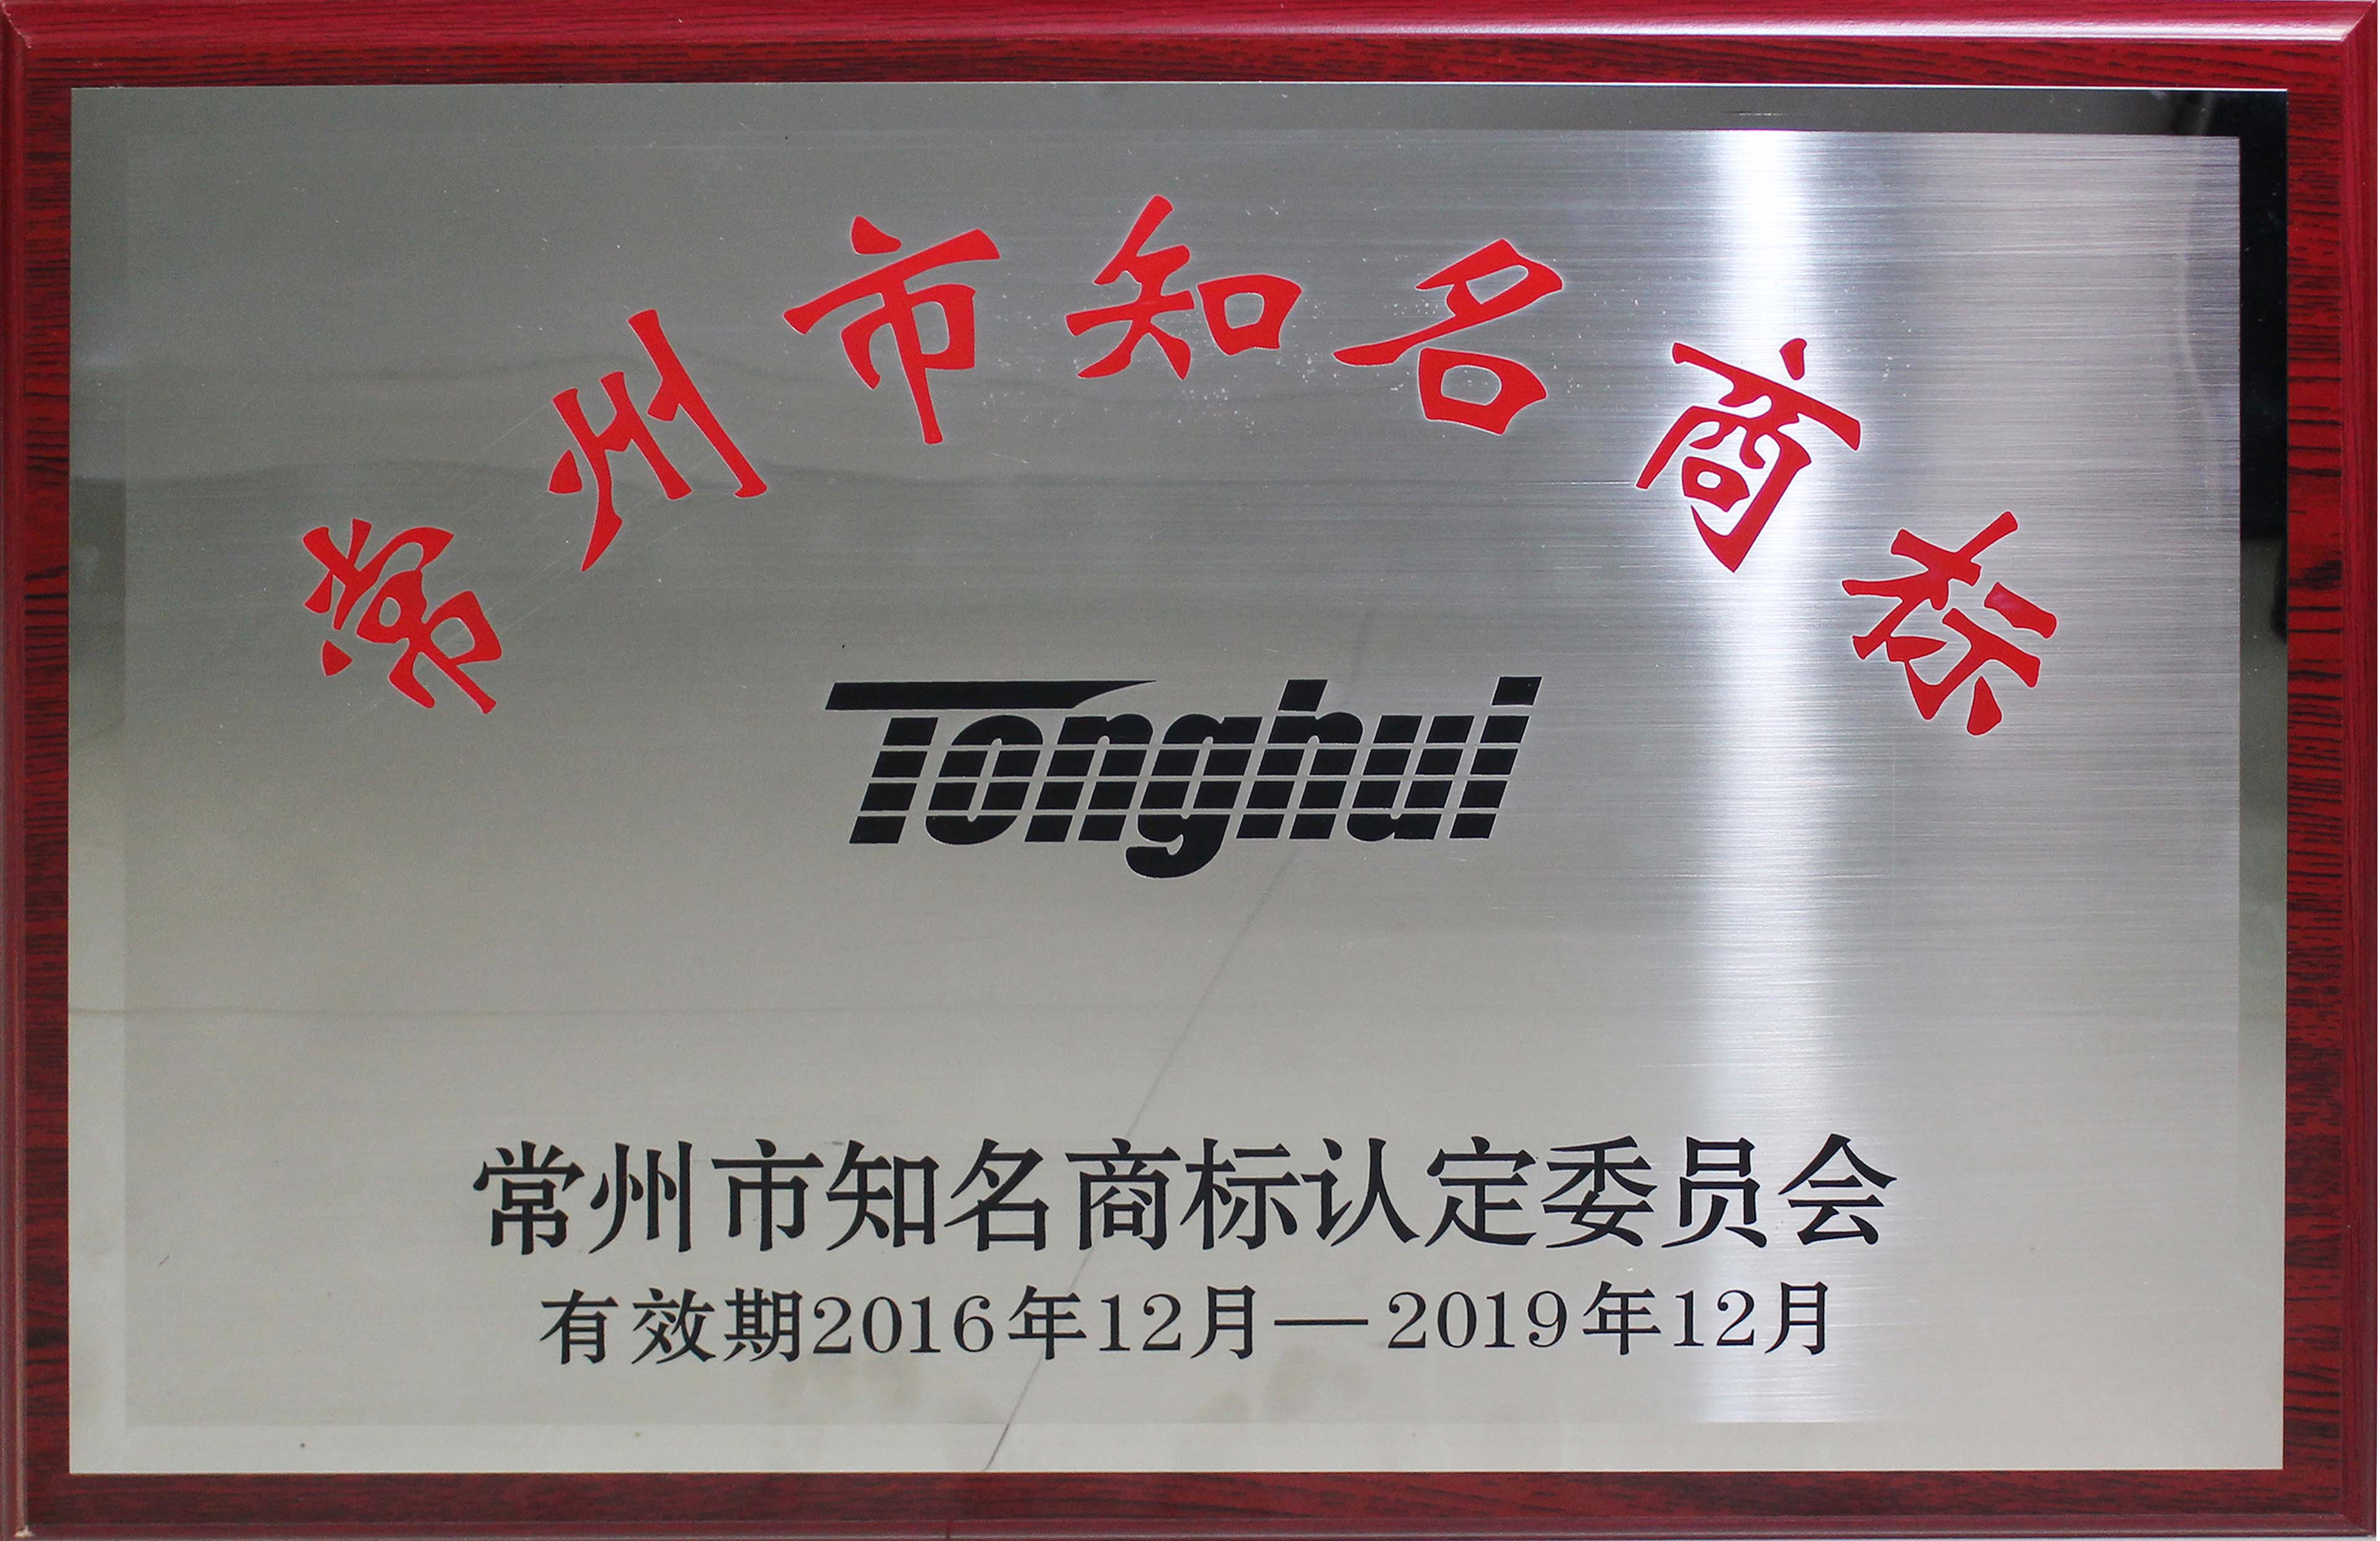 常州市知名商标
Tonghui
常州市知名商标认定委员会
有效期2016年12月—2019年12月